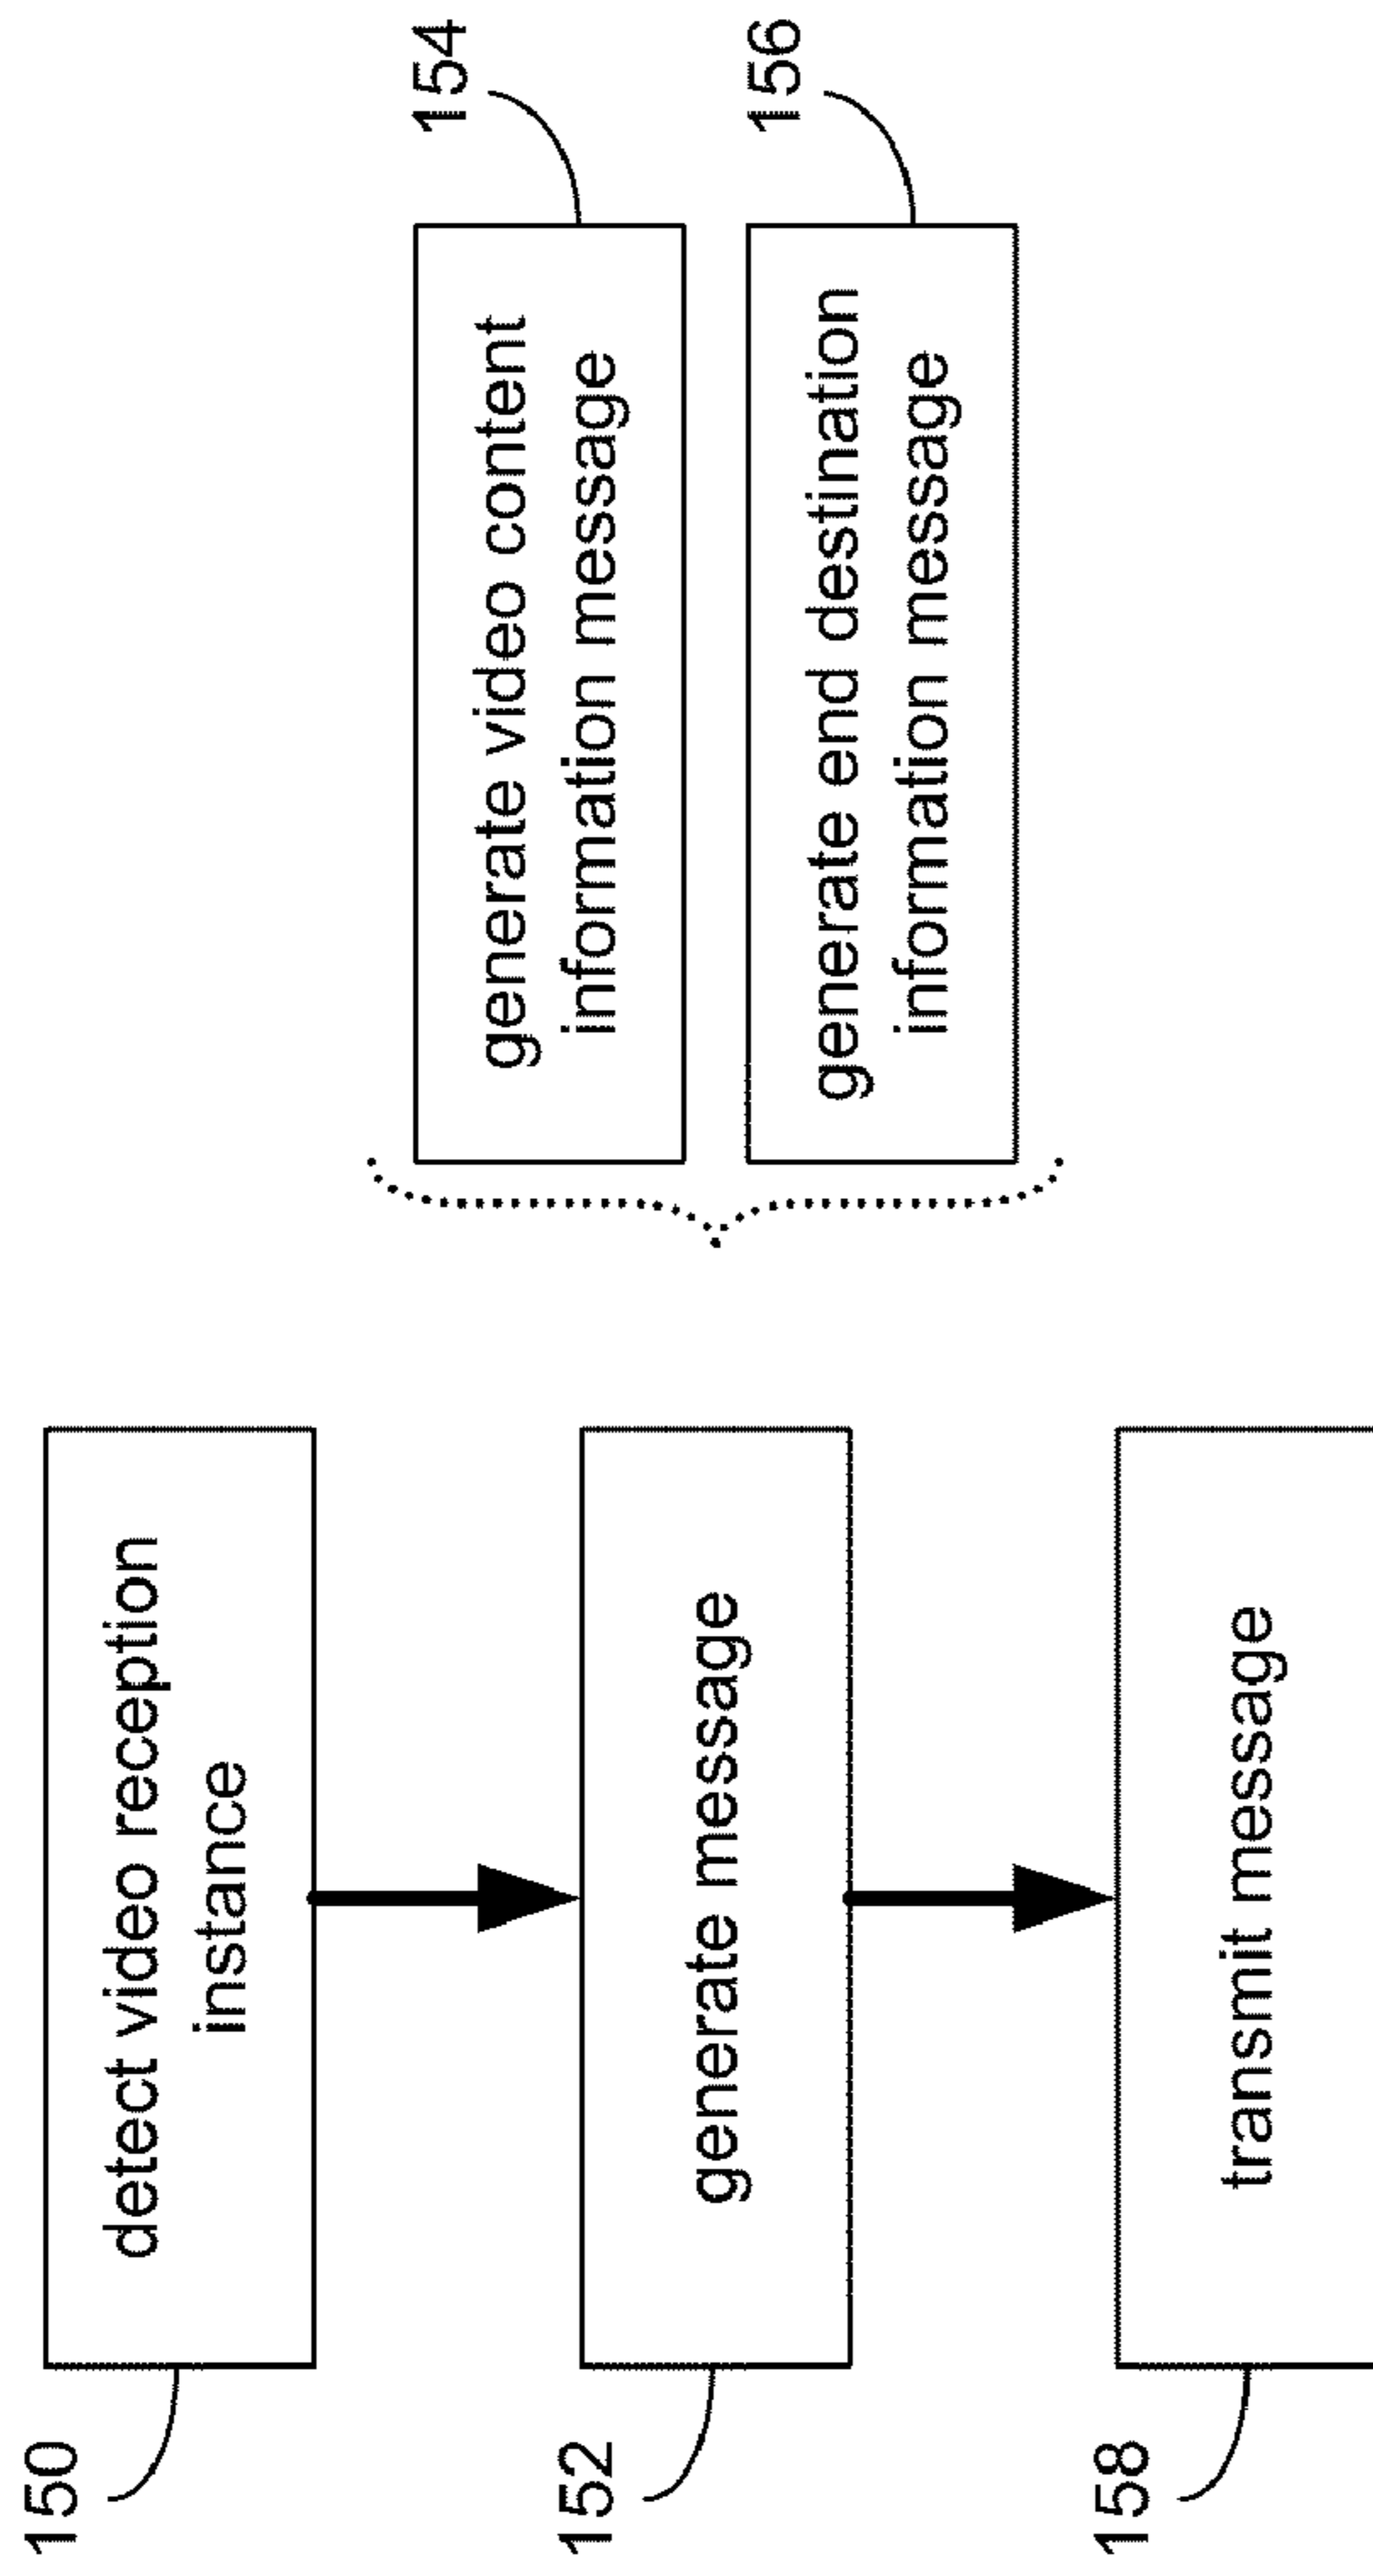 150
detect video reception
instance
152
generate message
154
generate video content
information message
156
generate end destination
information message
158
transmit message